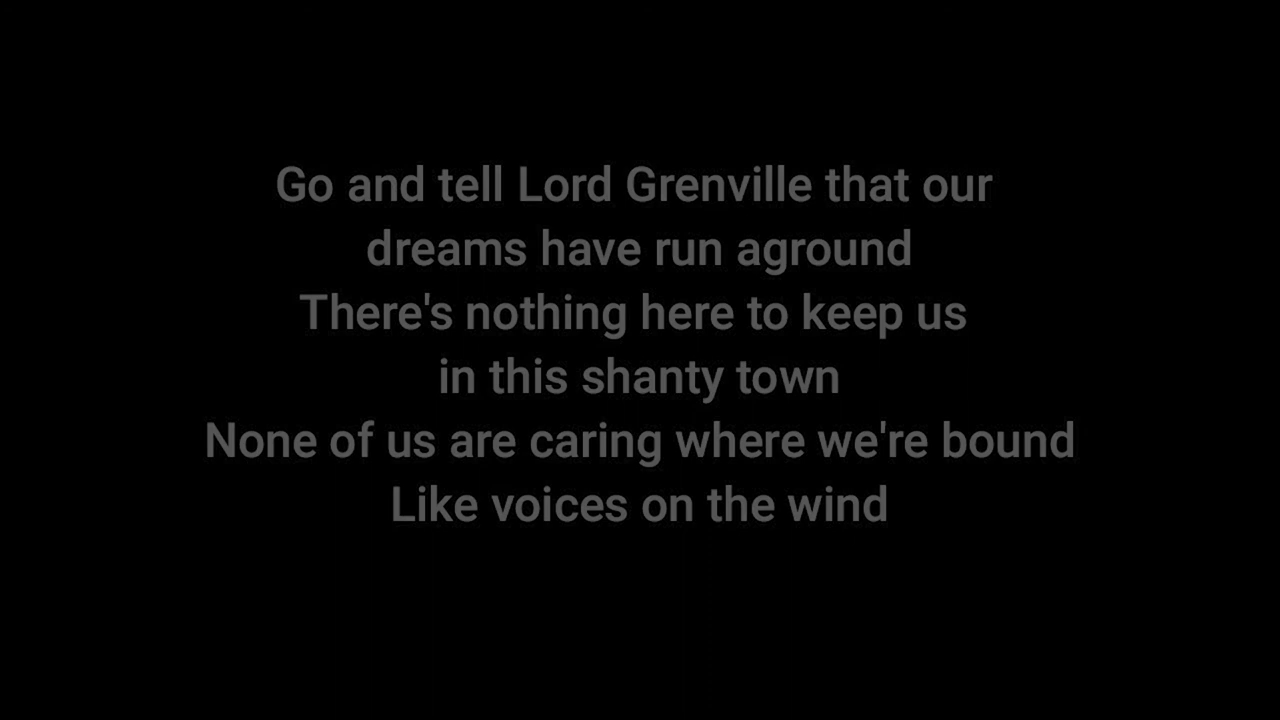 Go and tell Lord Grenville that our
dreams have run aground
There's nothing here to keep us
in this shanty town
None of us are caring where we're bound
Like voices on the wind